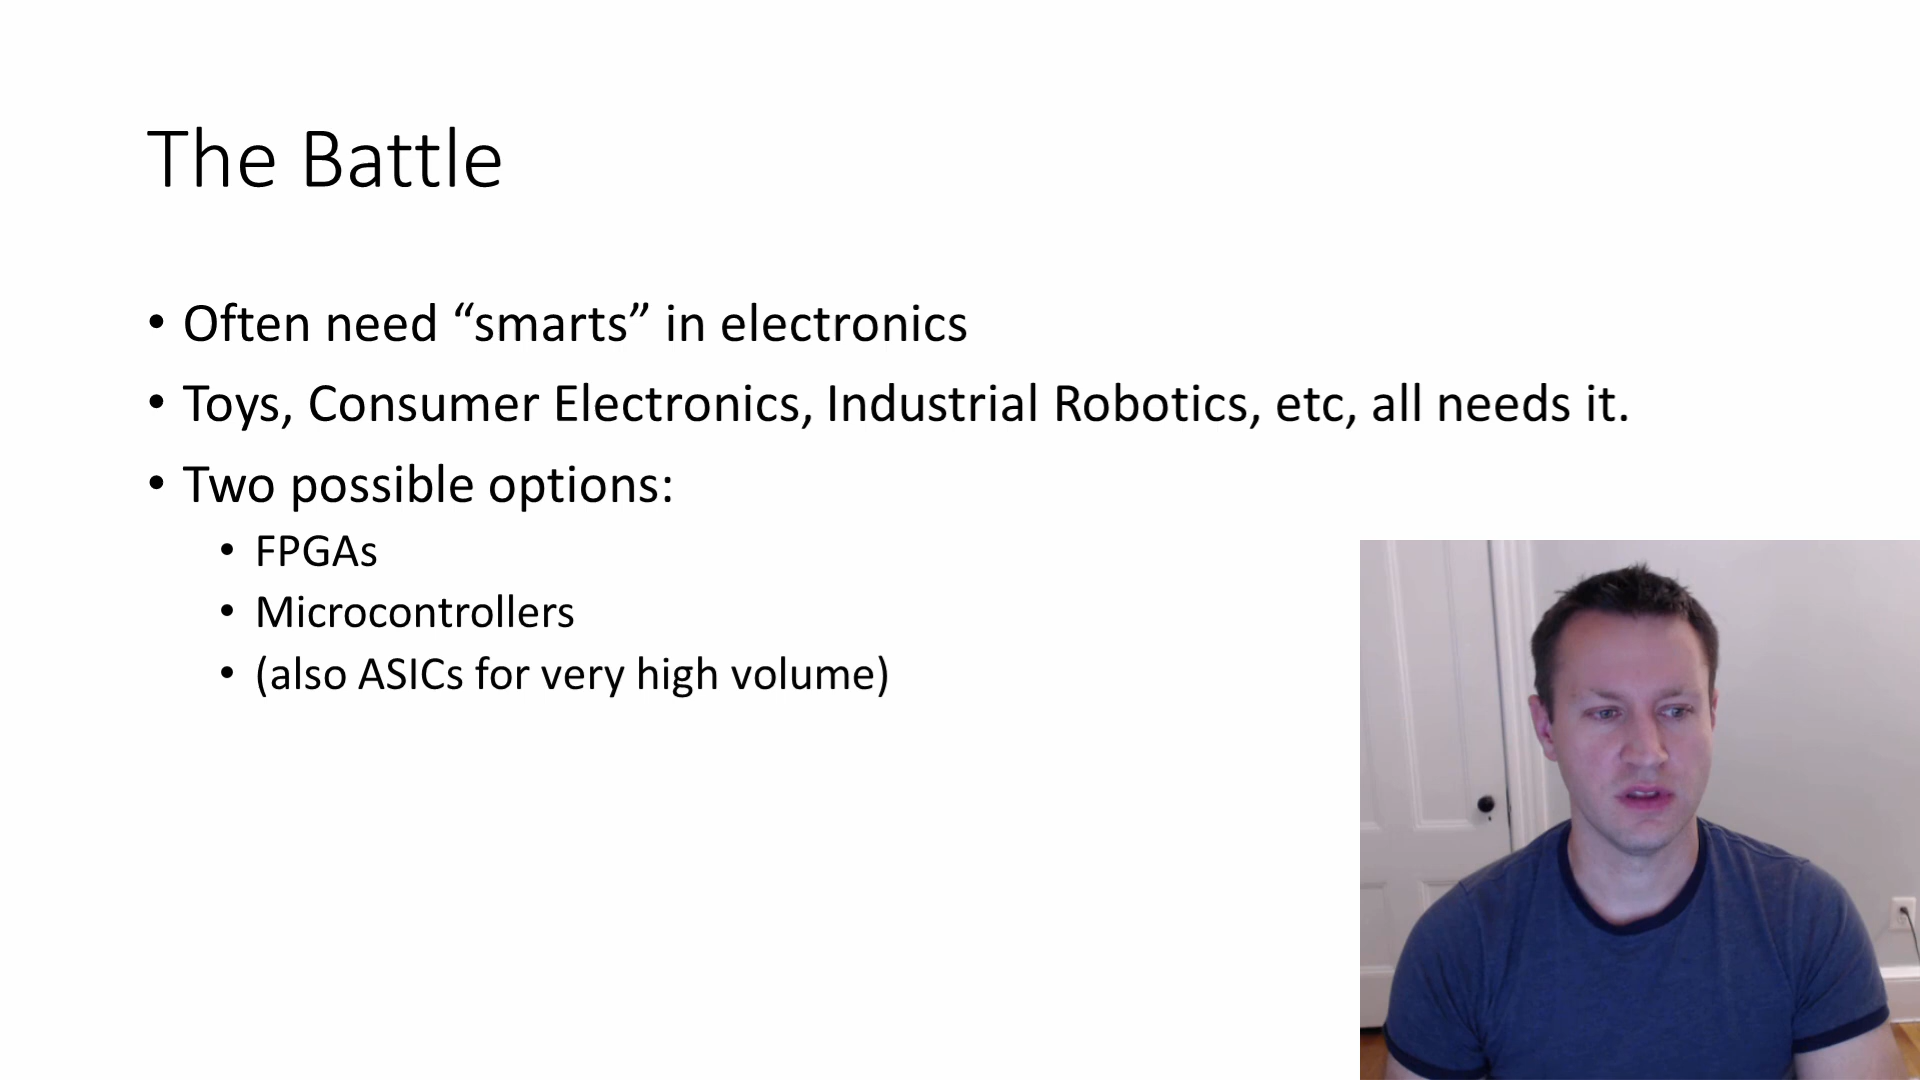 The Battle
• Often need “smarts” in electronics
• Toys, Consumer Electronics, Industrial Robotics, etc, all needs it.
• Two possible options:
• FPGAs
• Microcontrollers
• (also ASICs for very high volume)